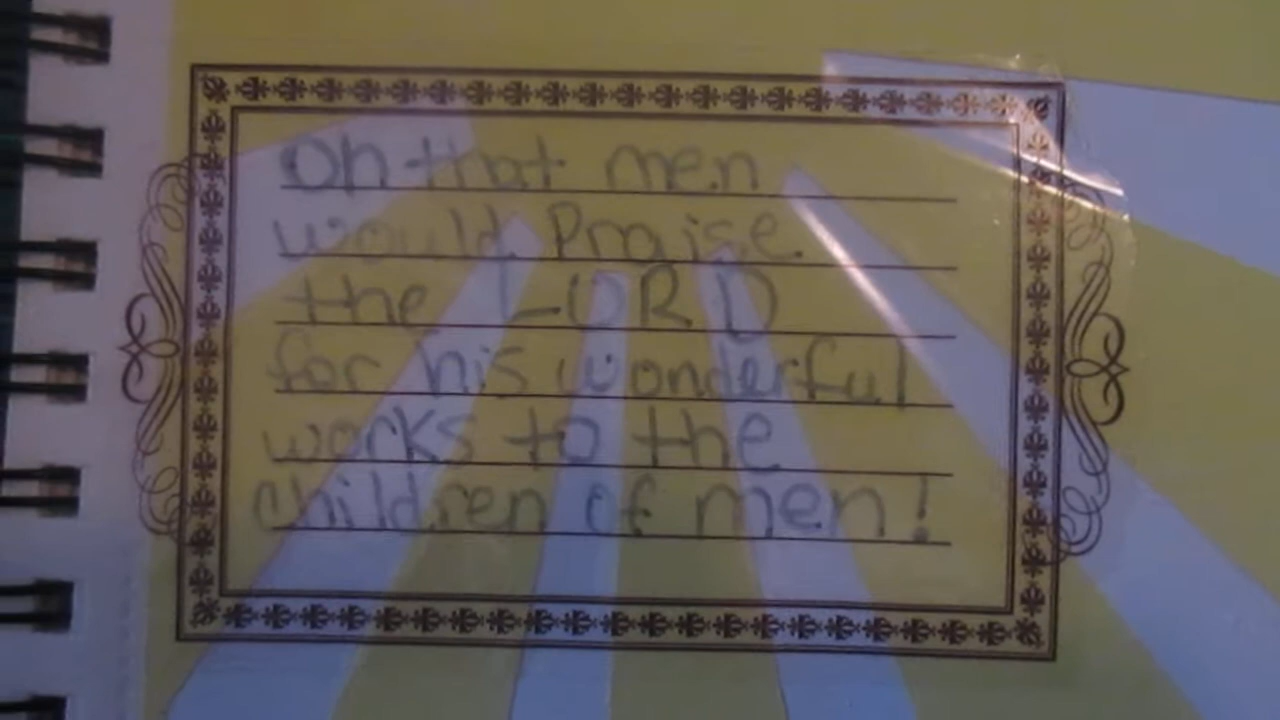 Oh that men
would Praise
the LORD
for his wonderful
works to the
children of men!